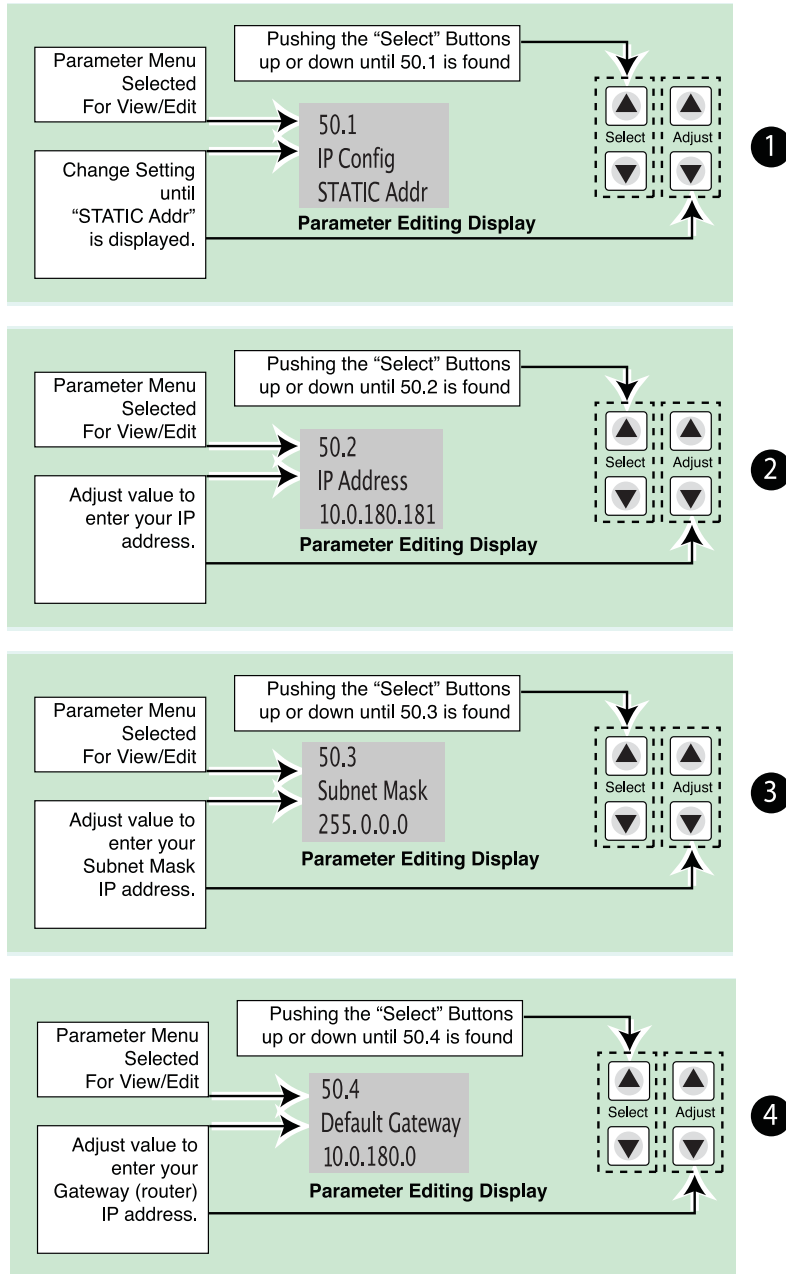 Pushing the “Select” Buttons
up or down until 50.1 is found
Parameter Menu
Selected
For View/Edit
50.1
IP Config
STATIC Addr
Parameter Editing Display
Change Setting
until
“STATIC Addr”
is displayed.
Select
Adjust
1
Pushing the “Select” Buttons
up or down until 50.2 is found
Parameter Menu
Selected
For View/Edit
50.2
IP Address
10.0.180.181
Parameter Editing Display
Adjust value to
enter your IP
address.
Select
Adjust
2
Pushing the “Select” Buttons
up or down until 50.3 is found
Parameter Menu
Selected
For View/Edit
50.3
Subnet Mask
255.0.0.0
Parameter Editing Display
Adjust value to
enter your
Subnet Mask
IP address.
Select
Adjust
3
Pushing the “Select” Buttons
up or down until 50.4 is found
Parameter Menu
Selected
For View/Edit
50.4
Default Gateway
10.0.180.0
Parameter Editing Display
Adjust value to
enter your
Gateway (router)
IP address.
Select
Adjust
4